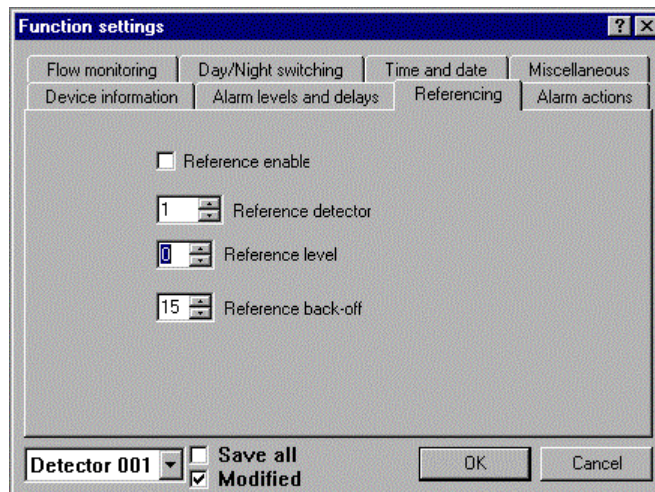 Function settings
Flow monitoring Day/Night switching Time and date Miscellaneous
Device information Alarm levels and delays Referencing Alarm actions
Reference enable
1 Reference detector
0 Reference level
15 Reference back-off
Detector 001 Save all OK Cancel
Modified